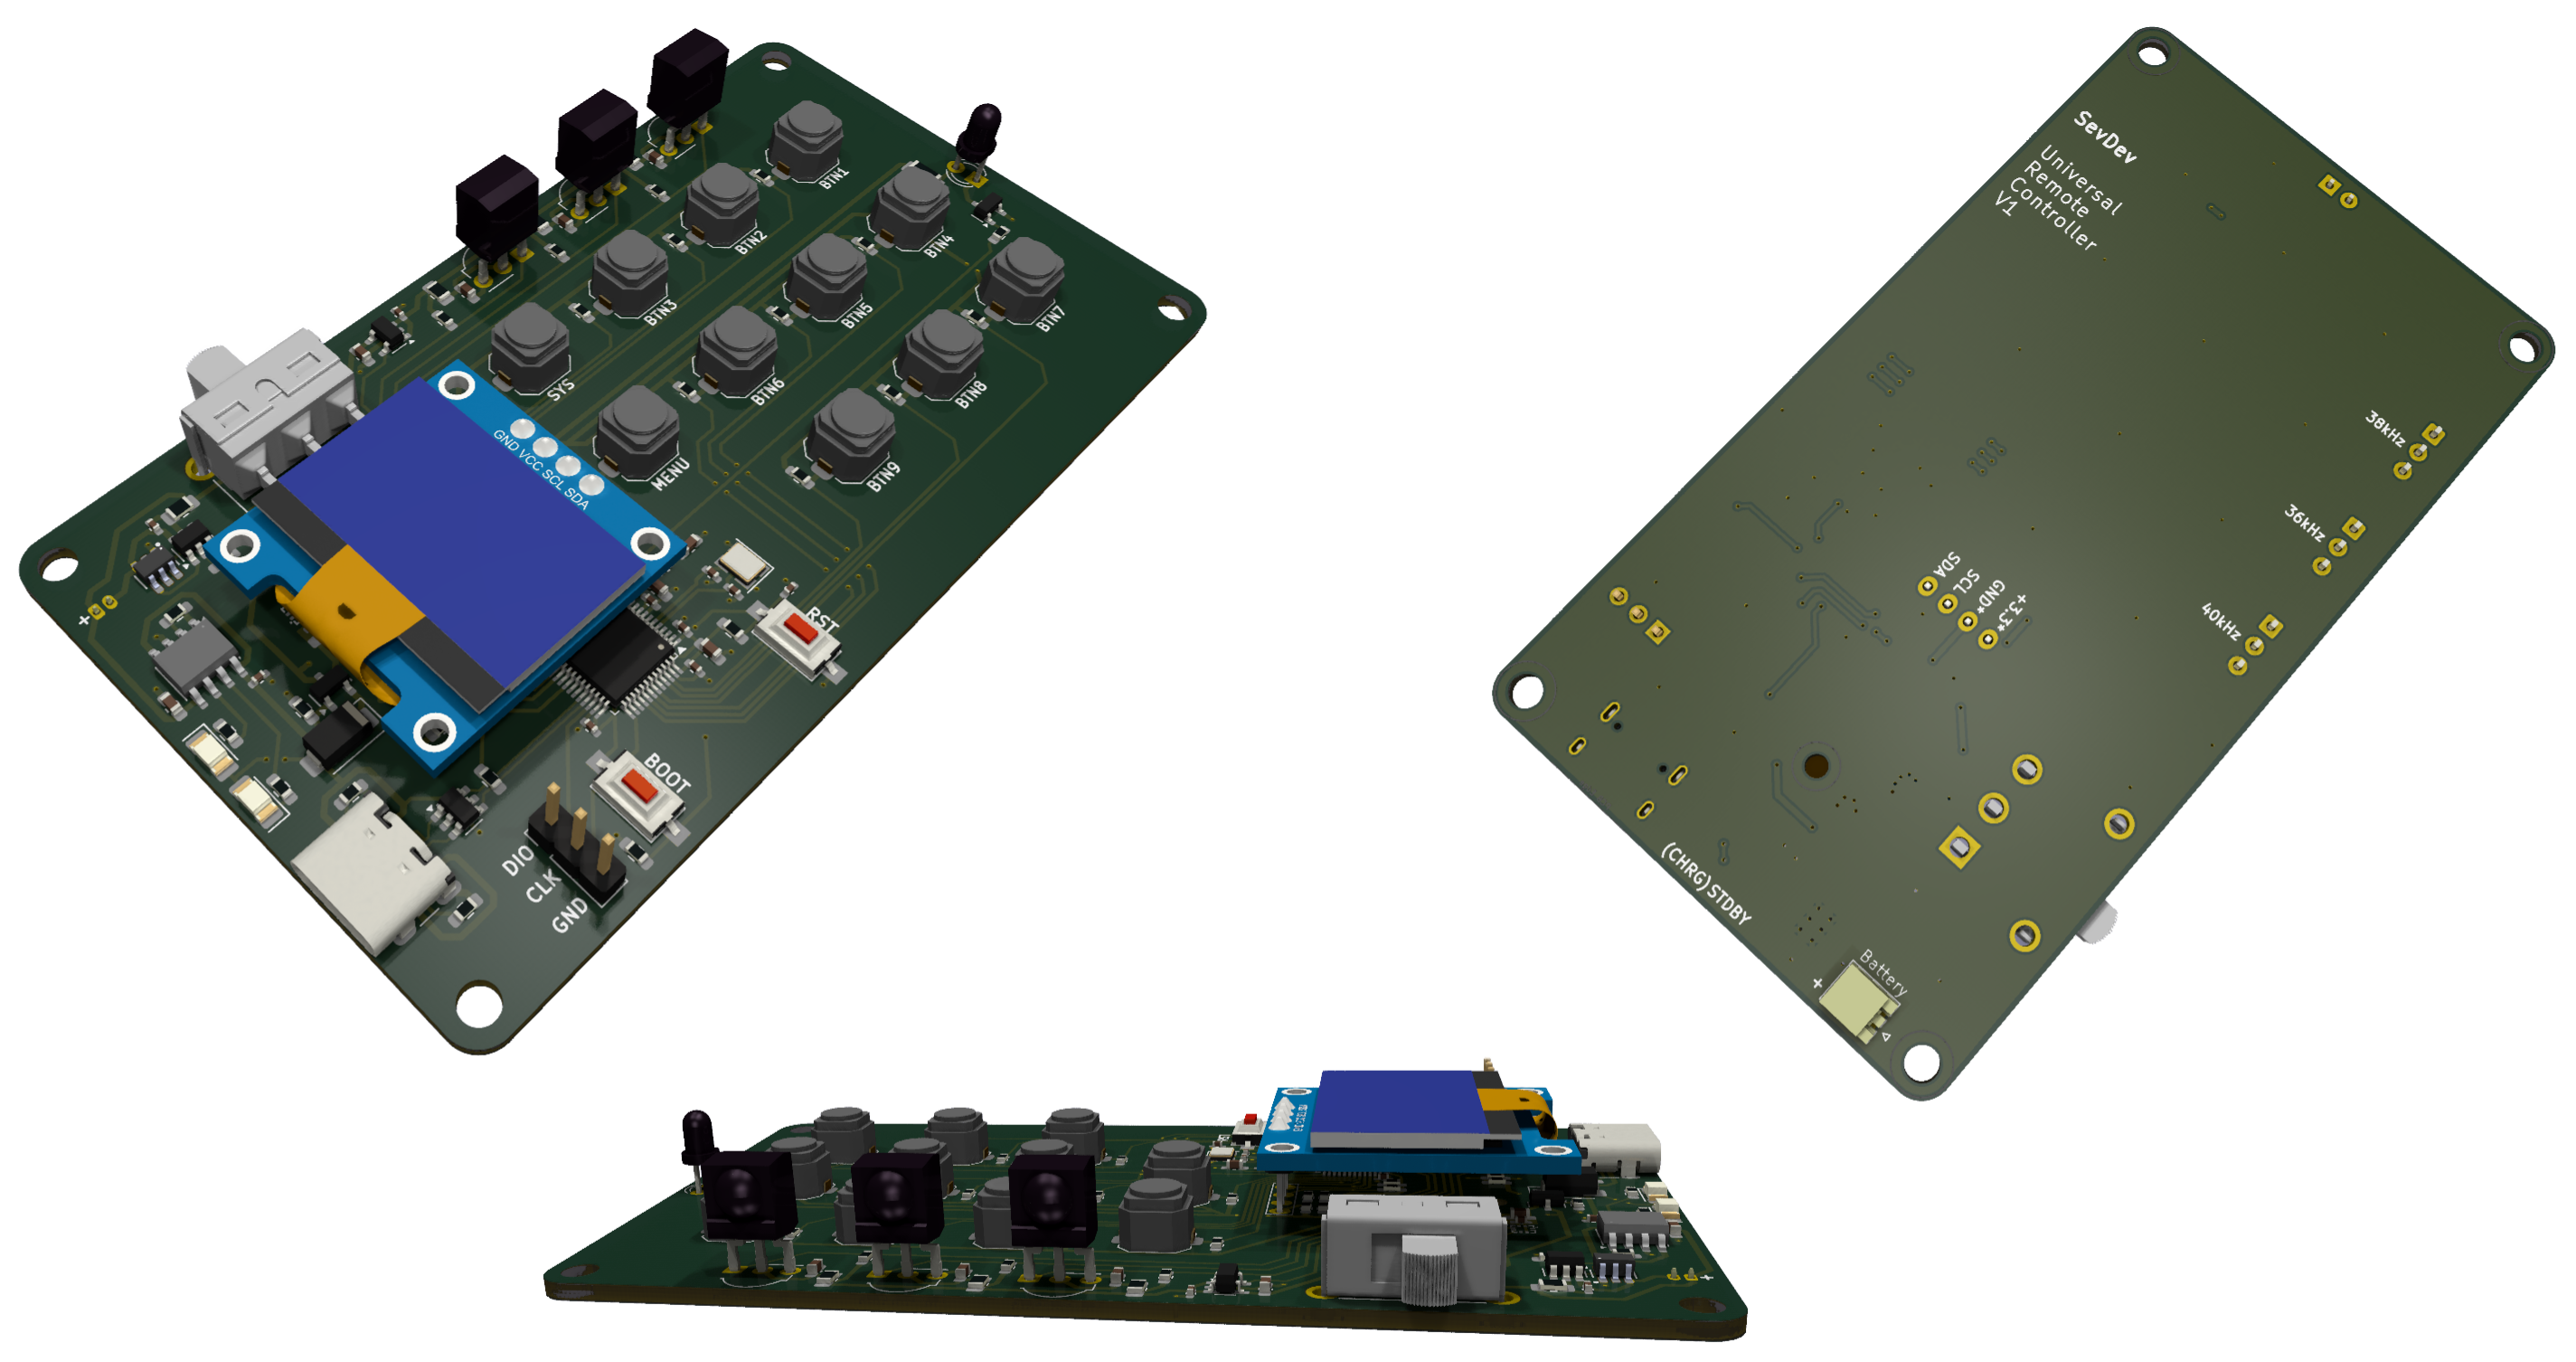 BTN1
BTN2
BTN4
BTN3
BTN5
BTN7
SYS
BTN6
BTN8
MENU
BTN9
GND VCC SCL SDA
RST
BOOT
+
DIO
CLK
GND
SevDev
Universal
Remote
Controller
V1
38kHz
36kHz
40kHz
SDA
SCL
GND*
+3.3*
(CHRG)STDBY
Battery
+
+